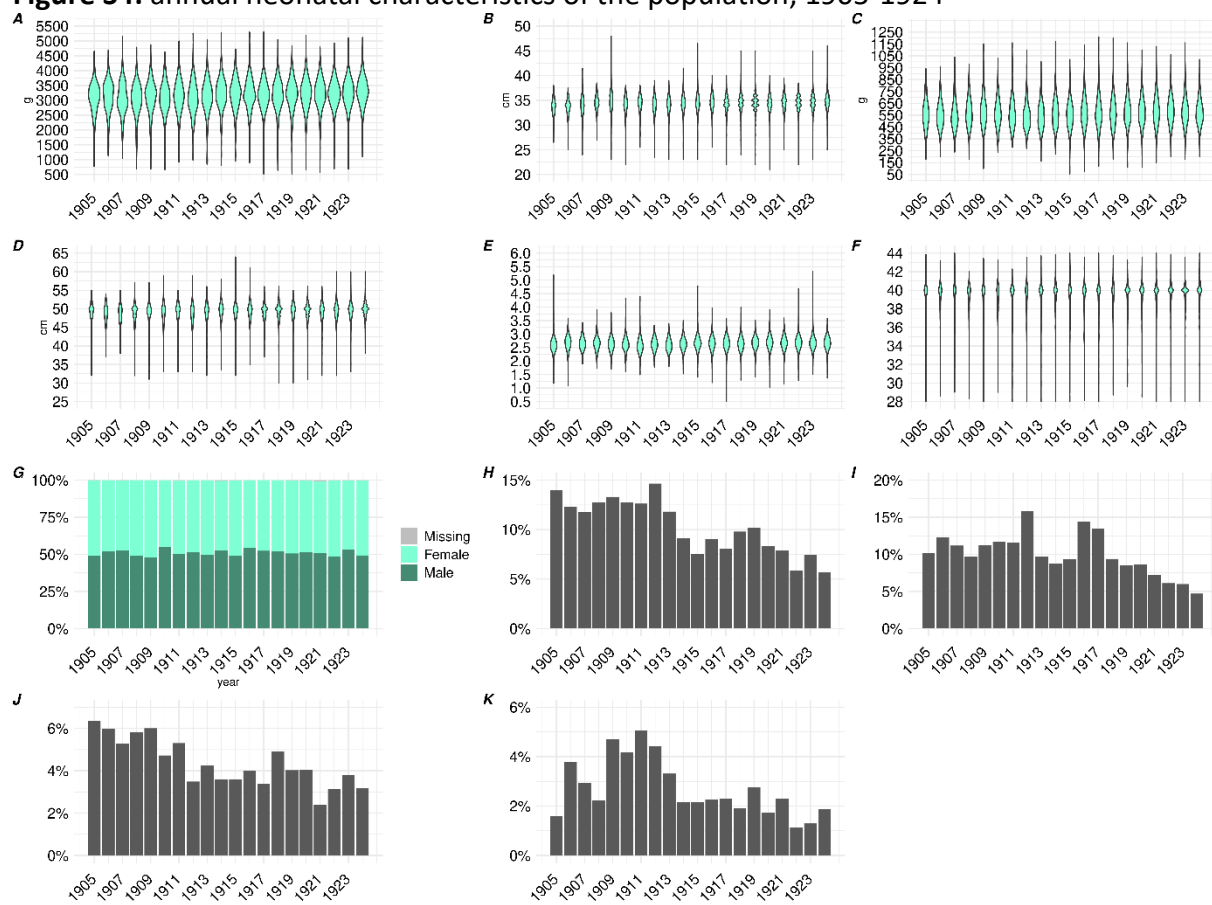 Figure S4. annual neonatal characteristics of the population, 1905-1924
A
5500
5000
4500
4000
3500
3000
2500
2000
1500
1000
500
g
1905 1907 1909 1911 1913 1915 1917 1919 1921 1923
B
50
45
40
35
30
25
20
cm
1905 1907 1909 1911 1913 1915 1917 1919 1921 1923
C
1250
1150
1050
950
850
750
650
550
450
350
250
150
50
g
1905 1907 1909 1911 1913 1915 1917 1919 1921 1923
D
65
60
55
50
45
40
35
30
25
cm
1905 1907 1909 1911 1913 1915 1917 1919 1921 1923
E
6.0
5.5
5.0
4.5
4.0
3.5
3.0
2.5
2.0
1.5
1.0
0.5
1905 1907 1909 1911 1913 1915 1917 1919 1921 1923
F
44
42
40
38
36
34
32
30
28
1905 1907 1909 1911 1913 1915 1917 1919 1921 1923
G
100%
75%
50%
25%
0%
1905 1907 1909 1911 1913 1915 1917 1919 1921 1923
year
Missing
Female
Male
H
15%
10%
5%
0%
1905 1907 1909 1911 1913 1915 1917 1919 1921 1923
I
20%
15%
10%
5%
0%
1905 1907 1909 1911 1913 1915 1917 1919 1921 1923
J
6%
4%
2%
0%
1905 1907 1909 1911 1913 1915 1917 1919 1921 1923
K
6%
4%
2%
0%
1905 1907 1909 1911 1913 1915 1917 1919 1921 1923